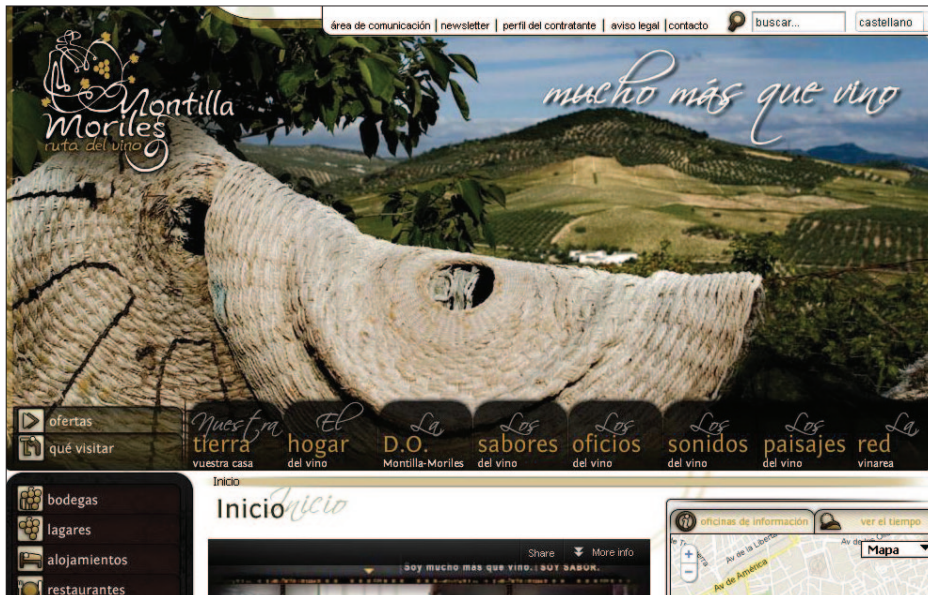 área de comunicación | newsletter | perfil del contratante | aviso legal | contacto
buscar...
castellano
Montilla
Moriles
ruta del vino
mucho más que vino
ofertas
qué visitar
Nuestra tierra
vuestra casa
El hogar
del vino
La D.O.
Montilla-Moriles
Los sabores
del vino
Los oficios
del vino
Los sonidos
del vino
Los paisajes
del vino
La red
vinarea
bodegas
lagares
alojamientos
restaurantes
Inicio
Inicio Inicio
Share
More info
Soy mucho más que vino. SOY SABOR.
oficinas de información
ver el tiempo
Mapa
Av de la Libertad
Av de América